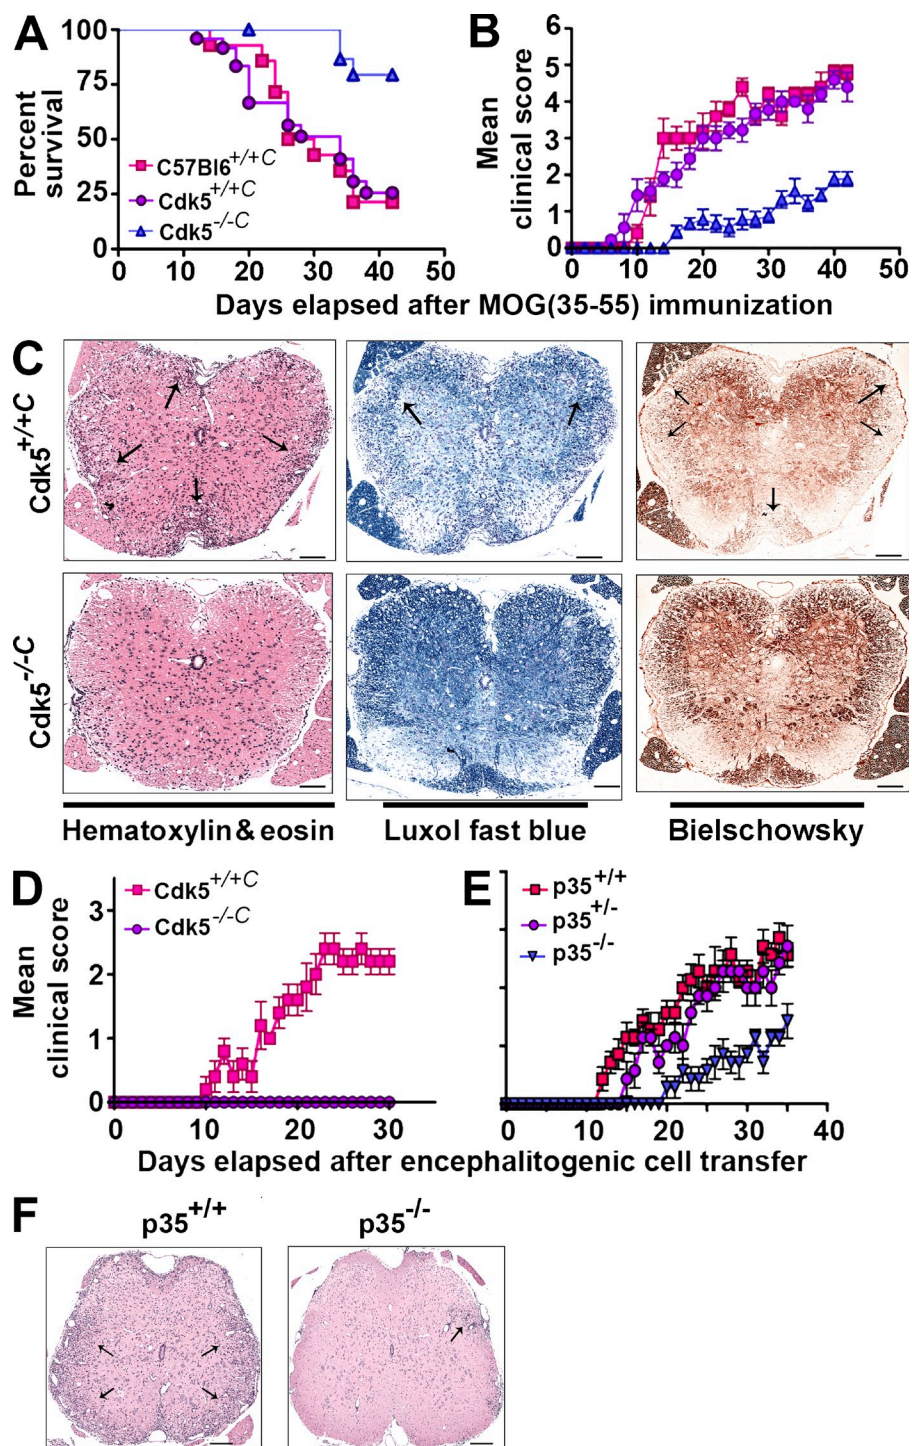 A
Percent
survival
100
75
50
25
0
C57Bl6+/+C
Cdk5+/+C
Cdk5-/-C
0 10 20 30 40 50
B
Mean
clinical score
6
5
4
3
2
1
0
0 10 20 30 40 50
Days elapsed after MOG(35-55) immunization
C
Cdk5+/+C
Cdk5-/-C
Hematoxylin & eosin
Luxol fast blue
Bielschowsky
D
Mean
clinical score
3
2
1
0
Cdk5+/+C
Cdk5-/-C
0 10 20 30
E
p35+/+
p35+/-
p35-/-
0 10 20 30 40
Days elapsed after encephalitogenic cell transfer
F
p35+/+
p35-/-